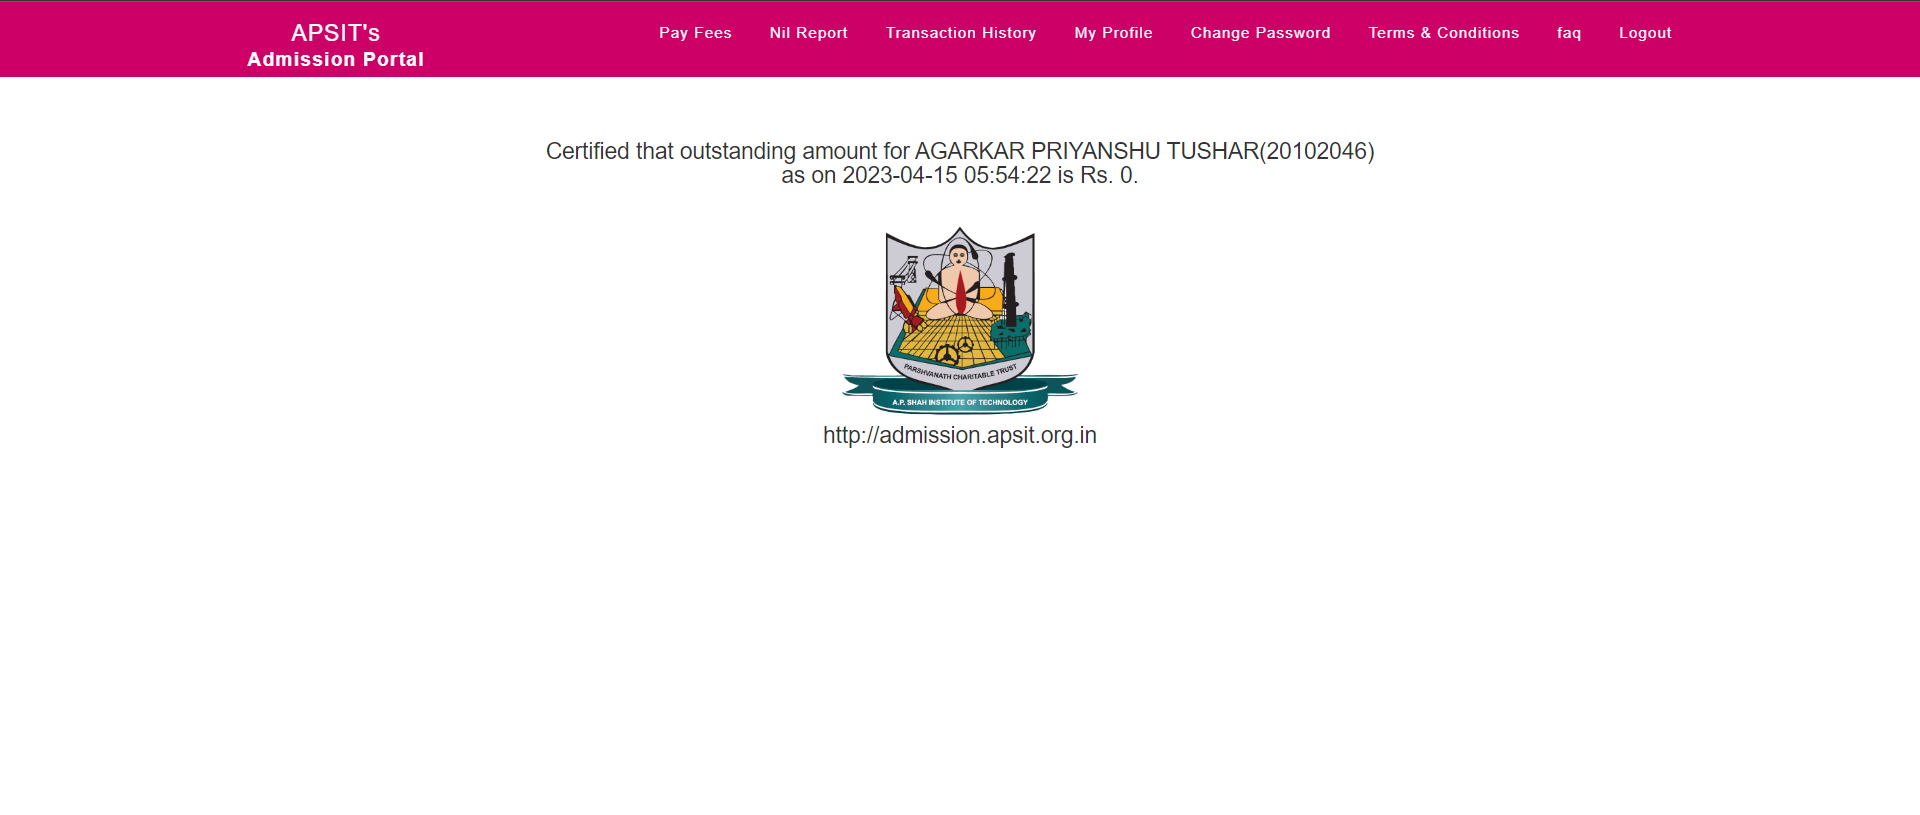 APSIT's
Admission Portal
Pay Fees Nil Report Transaction History My Profile Change Password Terms & Conditions faq Logout
Certified that outstanding amount for AGARKAR PRIYANSHU TUSHAR(20102046)
as on 2023-04-15 05:54:22 is Rs. 0.
PARSHVANATH CHARITABLE TRUST
A.P. SHAH INSTITUTE OF TECHNOLOGY
http://admission.apsit.org.in